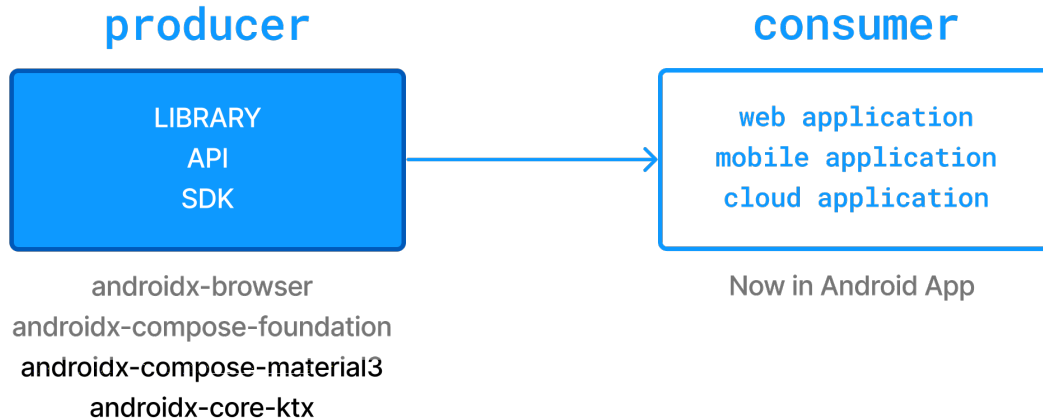 producer
LIBRARY
API
SDK
androidx-browser
androidx-compose-foundation
androidx-compose-material3
androidx-core-ktx
consumer
web application
mobile application
cloud application
Now in Android App